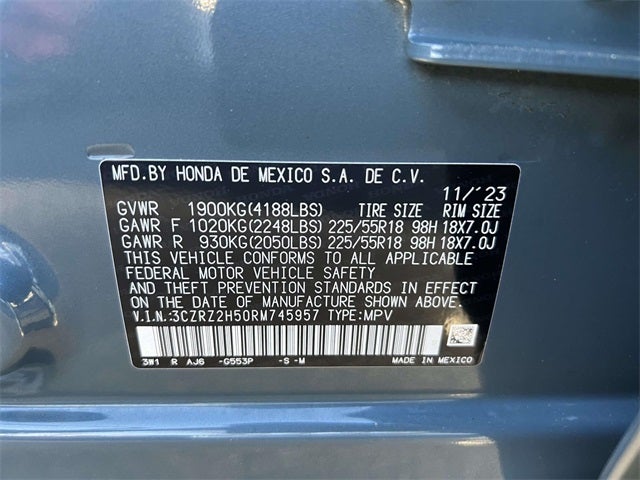 MFD.BY HONDA DE MEXICO S.A. DE C.V.
11/'23
GVWR 1900KG(4188LBS) TIRE SIZE RIM SIZE
GAWR F 1020KG(2248LBS) 225/55R18 98H 18X7.0J
GAWR R 930KG(2050LBS) 225/55R18 98H 18X7.0J
THIS VEHICLE CONFORMS TO ALL APPLICABLE
FEDERAL MOTOR VEHICLE SAFETY
AND THEFT PREVENTION STANDARDS IN EFFECT
ON THE DATE OF MANUFACTURE SHOWN ABOVE.
V.I.N.:3CZRZ2H50RM745957 TYPE:MPV
3W1 R AJ6 -G553P -S -M MADE IN MEXICO